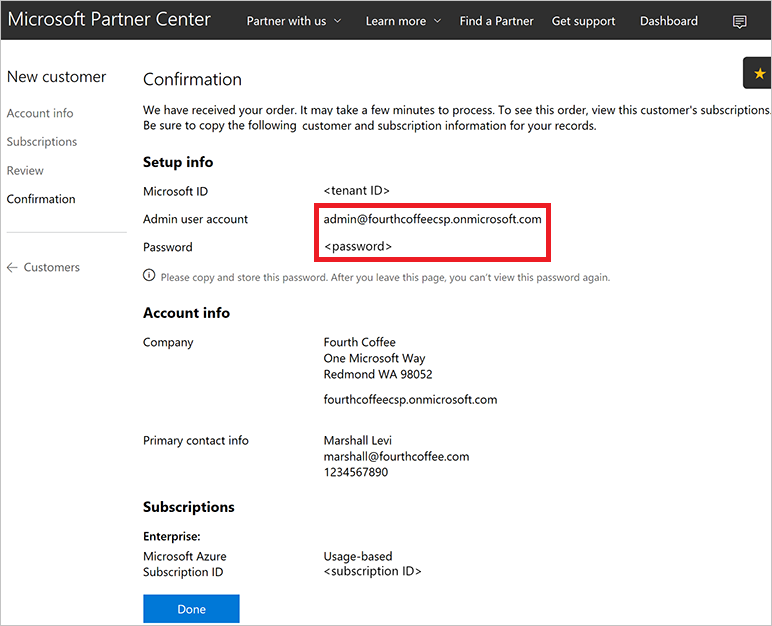 Microsoft Partner Center
Partner with us
Learn more
Find a Partner
Get support
Dashboard
New customer
Account info
Subscriptions
Review
Confirmation
← Customers
Confirmation
We have received your order. It may take a few minutes to process. To see this order, view this customer's subscriptions.
Be sure to copy the following customer and subscription information for your records.
Setup info
Microsoft ID <tenant ID>
Admin user account admin@fourthcoffeecsp.onmicrosoft.com
Password <password>
Please copy and store this password. After you leave this page, you can't view this password again.
Account info
Company Fourth Coffee
One Microsoft Way
Redmond WA 98052
fourthcoffeecsp.onmicrosoft.com
Primary contact info Marshall Levi
marshall@fourthcoffee.com
1234567890
Subscriptions
Enterprise:
Microsoft Azure Usage-based
Subscription ID <subscription ID>
Done